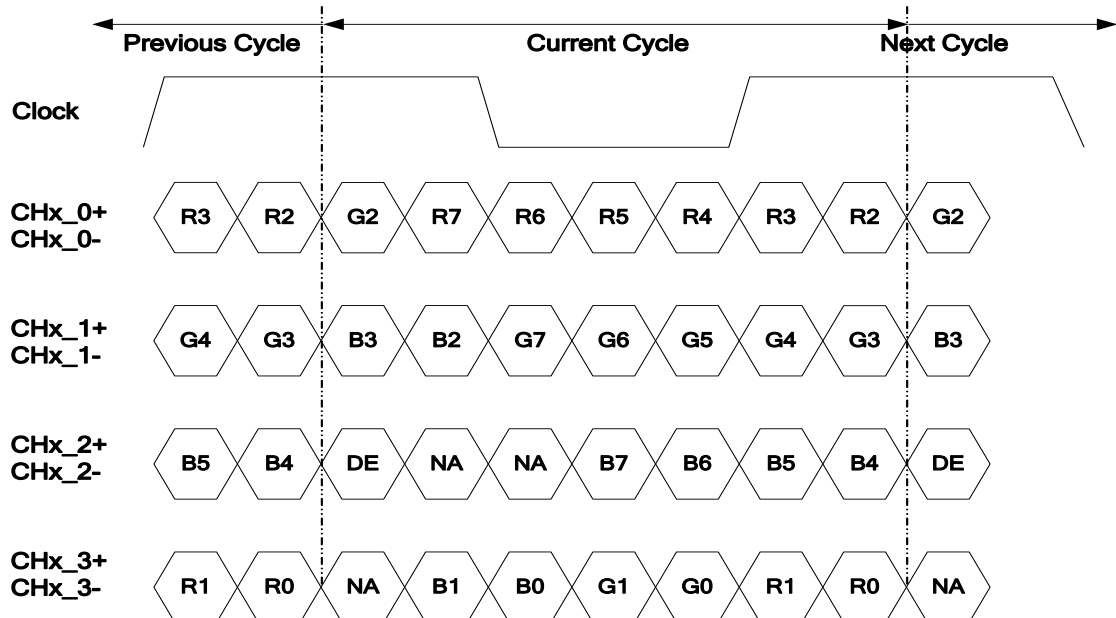 Previous Cycle Current Cycle Next Cycle
Clock
CHx_0+
CHx_0-
R3 R2 G2 R7 R6 R5 R4 R3 R2 G2
CHx_1+
CHx_1-
G4 G3 B3 B2 G7 G6 G5 G4 G3 B3
CHx_2+
CHx_2-
B5 B4 DE NA NA B7 B6 B5 B4 DE
CHx_3+
CHx_3-
R1 R0 NA B1 B0 G1 G0 R1 R0 NA